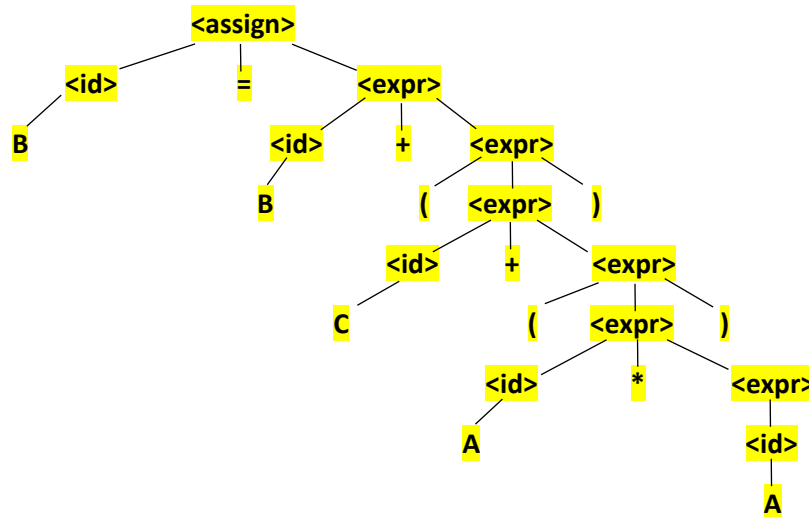 <assign>
<id> = <expr>
B <id> + <expr>
B ( <expr> )
<id> + <expr>
C ( <expr> )
<id> * <expr>
A <id>
A